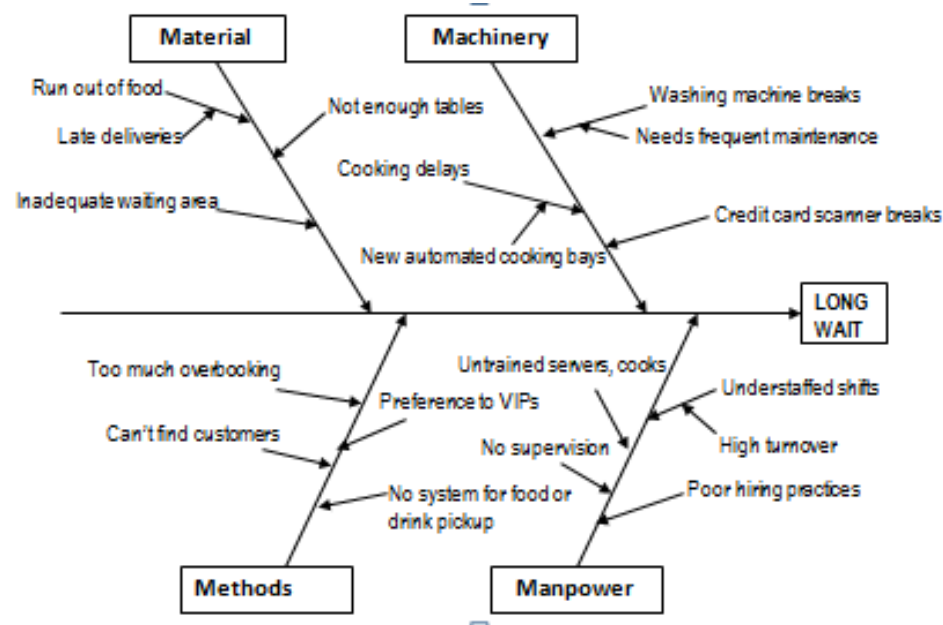 Material
Machinery
Run out of food
Late deliveries
Not enough tables
Inadequate waiting area
Washing machine breaks
Needs frequent maintenance
Cooking delays
New automated cooking bays
Credit card scanner breaks
LONG
WAIT
Too much overbooking
Preference to VIPs
Can't find customers
No system for food or
drink pickup
Untrained servers, cooks
Understaffed shifts
High turnover
No supervision
Poor hiring practices
Methods
Manpower